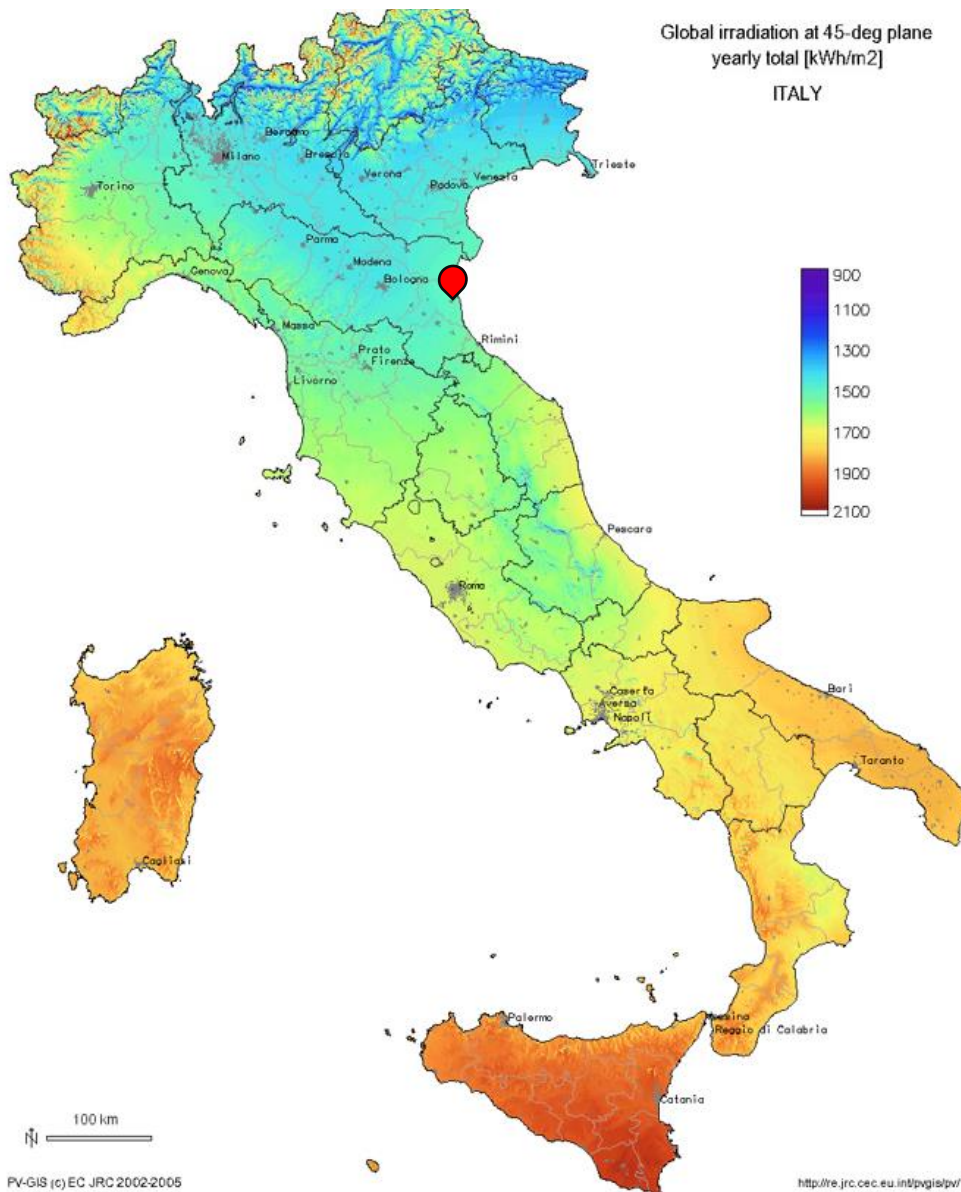 Global irradiation at 45-deg plane
yearly total [kWh/m2]
ITALY
Bergamo
Milano
Brescia
Trieste
Verona
Venezia
Torino
Padova
Parma
Modena
Genova
Bologna
900
1100
1300
1500
1700
1900
2100
Massa
Rimini
Prato
Firenze
Livorno
Pescara
Roma
Caserta
Aversa
Napoli
Bari
Taranto
Cagliari
Palermo
Messina
Reggio di Calabria
Catania
100 km
N
PV-GIS (c) EC JRC 2002-2005
http://re.jrc.cec.eu.int/pvgis/pv/